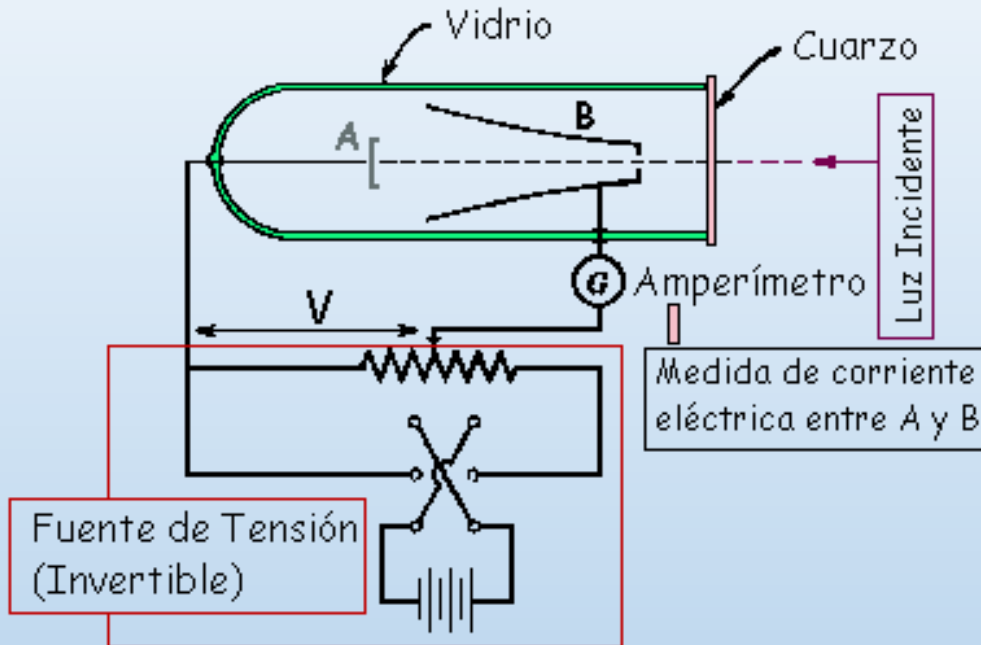 Vidrio
Cuarzo
B
A
Luz Incidente
G
Amperímetro
V
Medida de corriente
eléctrica entre A y B
Fuente de Tensión
(Invertible)